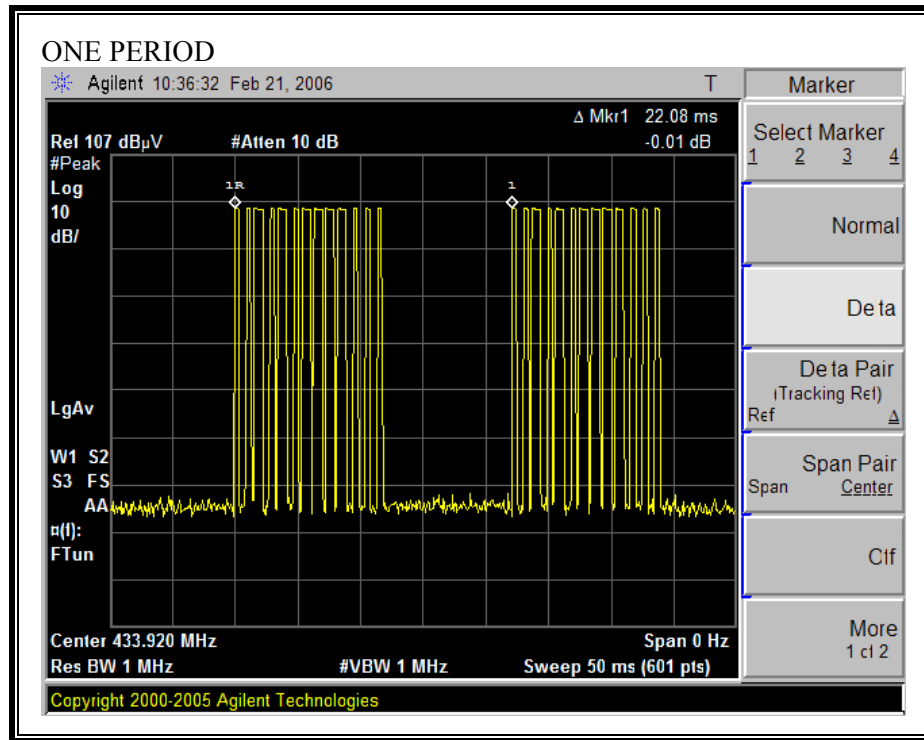 ONE PERIOD
Agilent 10:36:32 Feb 21, 2006 T
Marker
Δ Mkr1 22.08 ms
Ref 107 dBµV #Atten 10 dB -0.01 dB
Select Marker
1 2 3 4
#Peak
Log
10
dB/
1R
1
Normal
Delta
Delta Pair
(Tracking Ref)
Ref Δ
LgAv
W1 S2
S3 FS
AA
Span Pair
Span Center
¤(f):
FTun
Off
Center 433.920 MHz Span 0 Hz
Res BW 1 MHz #VBW 1 MHz Sweep 50 ms (601 pts)
More
1 of 2
Copyright 2000-2005 Agilent Technologies